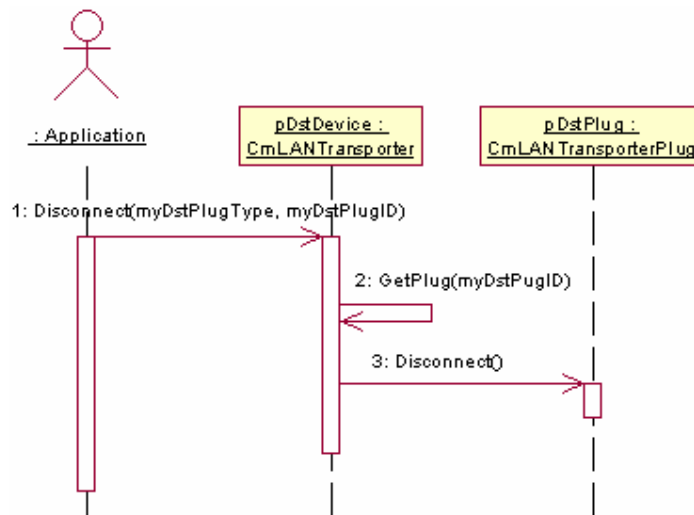 : Application
pDstDevice :
CmLANTransporter
pDstPlug :
CmLANTransporterPlug
1: Disconnect(myDstPlugType, myDstPlugID)
2: GetPlug(myDstPugID)
3: Disconnect()